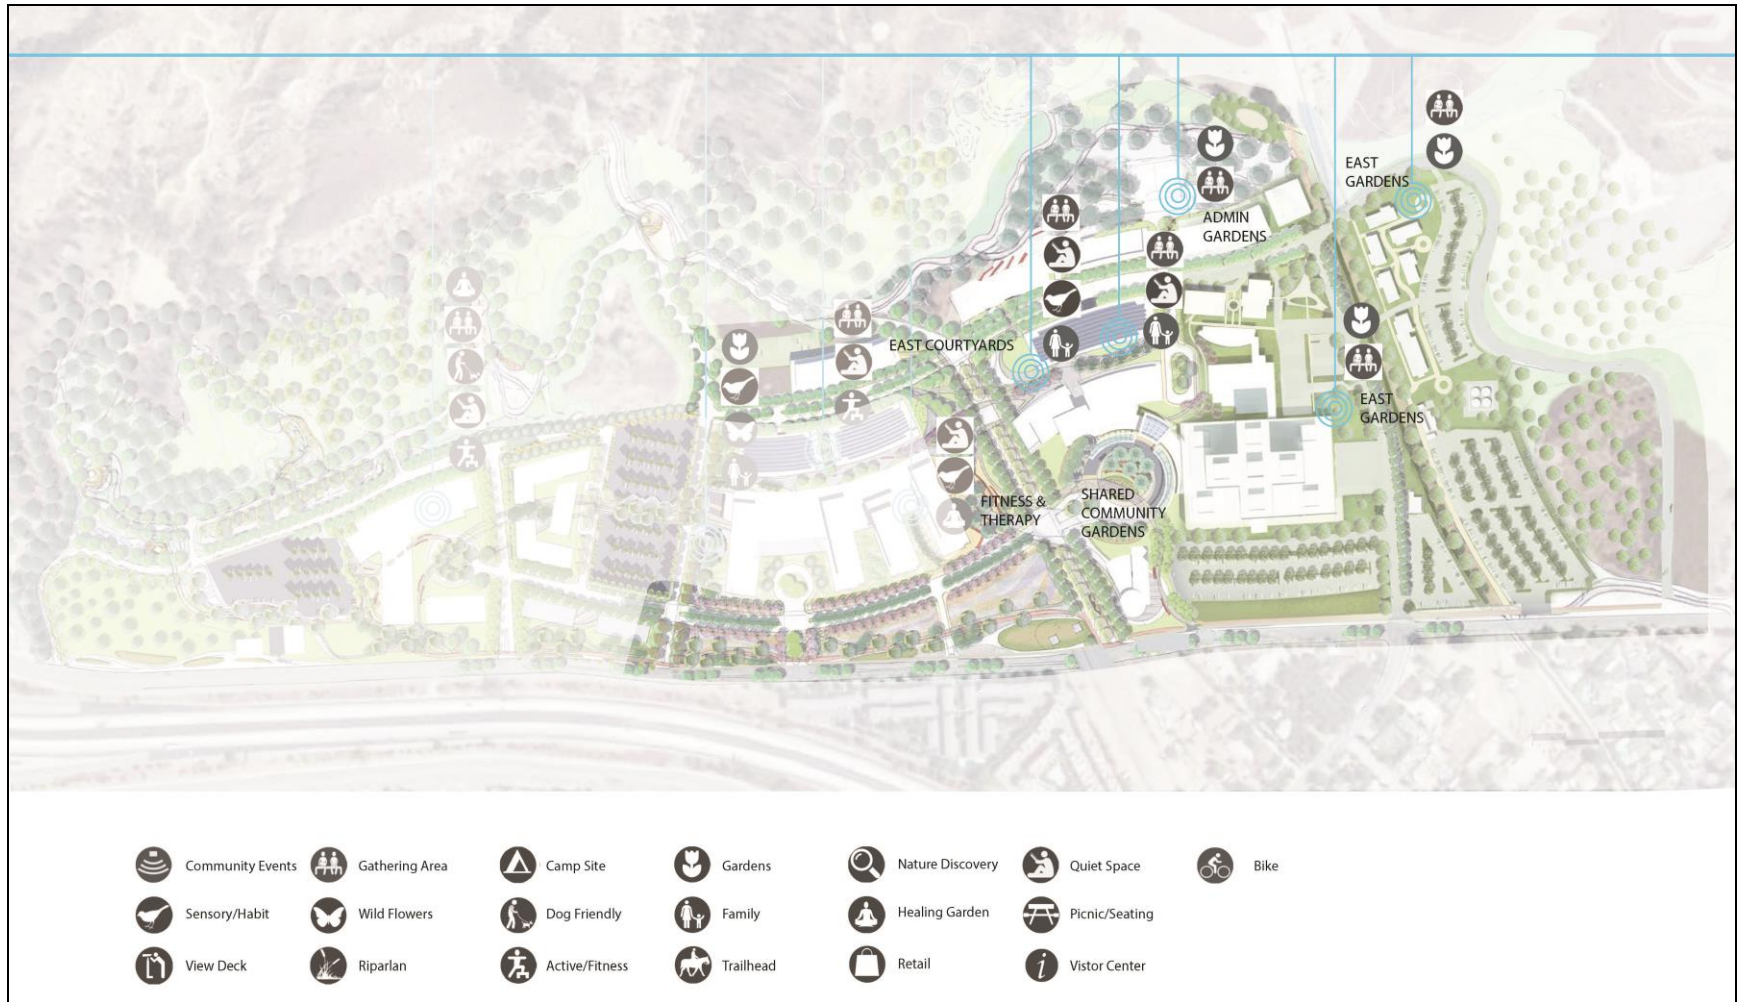 EAST
GARDENS
ADMIN
GARDENS
EAST COURTYARDS
EAST
GARDENS
FITNESS &
THERAPY
SHARED
COMMUNITY
GARDENS
Community Events
Gathering Area
Camp Site
Gardens
Nature Discovery
Quiet Space
Bike
Sensory/Habit
Wild Flowers
Dog Friendly
Family
Healing Garden
Picnic/Seating
View Deck
Riparlan
Active/Fitness
Trailhead
Retail
i
Vistor Center